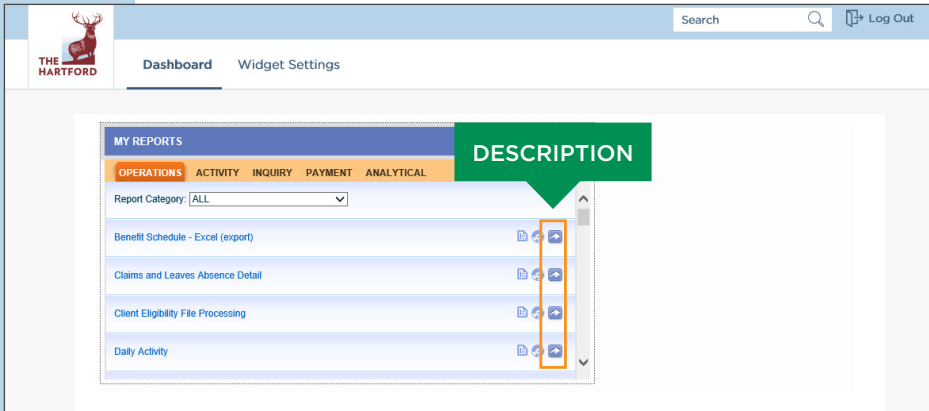 Search
Log Out
THE
HARTFORD
Dashboard Widget Settings
MY REPORTS
DESCRIPTION
OPERATIONS ACTIVITY INQUIRY PAYMENT ANALYTICAL
Report Category: ALL
Benefit Schedule - Excel (export)
Claims and Leaves Absence Detail
Client Eligibility File Processing
Daily Activity